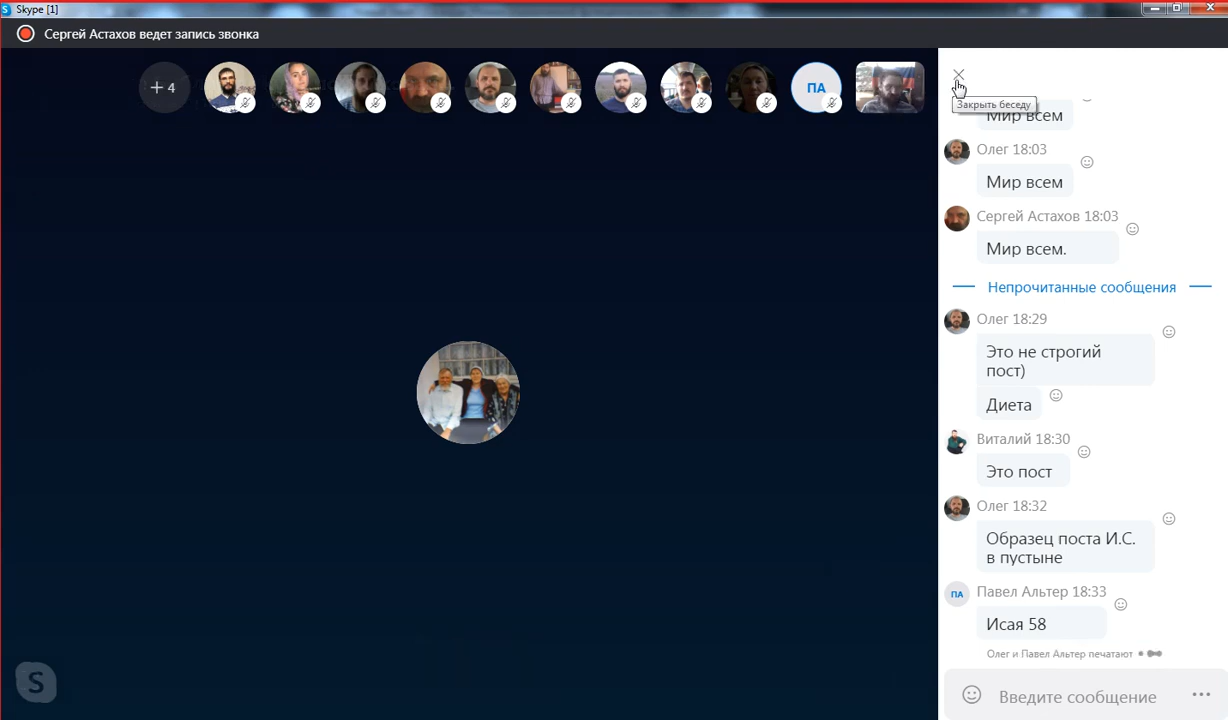 Skype [1]
Сергей Астахов ведет запись звонка
+ 4
ПА
Закрыть беседу
Мир всем
Олег 18:03
Мир всем
Сергей Астахов 18:03
Мир всем.
Непрочитанные сообщения
Олег 18:29
Это не строгий
пост)
Диета
Виталий 18:30
Это пост
Олег 18:32
Образец поста И.С.
в пустыне
ПА
Павел Альтер 18:33
Исая 58
Олег и Павел Альтер печатают
S
Введите сообщение